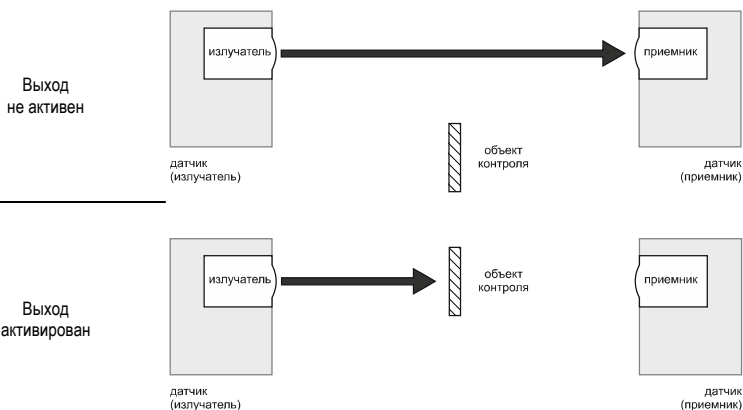 излучатель
приемник
Выход
не активен
объект
контроля
датчик
(излучатель)
датчик
(приемник)
излучатель
приемник
объект
контроля
Выход
активирован
датчик
(излучатель)
датчик
(приемник)